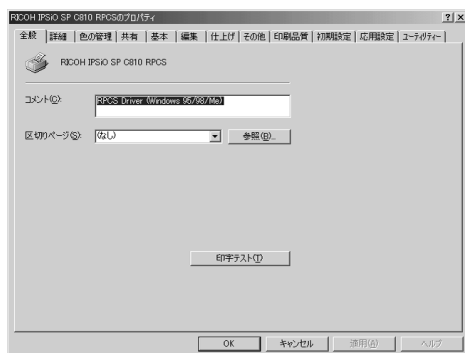 RICOH IPSiO SP C810 RPCSのプロパティ
全般 詳細 色の管理 共有 基本 編集 仕上げ その他 印刷品質 初期設定 応用設定 ユーティリティー
RICOH IPSiO SP C810 RPCS
コメント(C):
RPCS Driver (Windows 95/98/Me)
区切りページ(S): (なし) 参照(B)...
印字テスト(T)
OK キャンセル 適用(A) ヘルプ